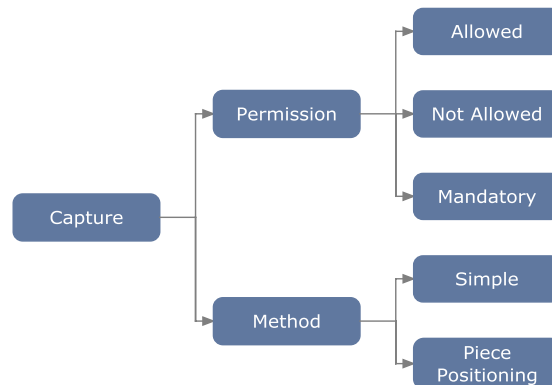 Allowed
Permission
Not Allowed
Mandatory
Capture
Simple
Method
Piece
Positioning